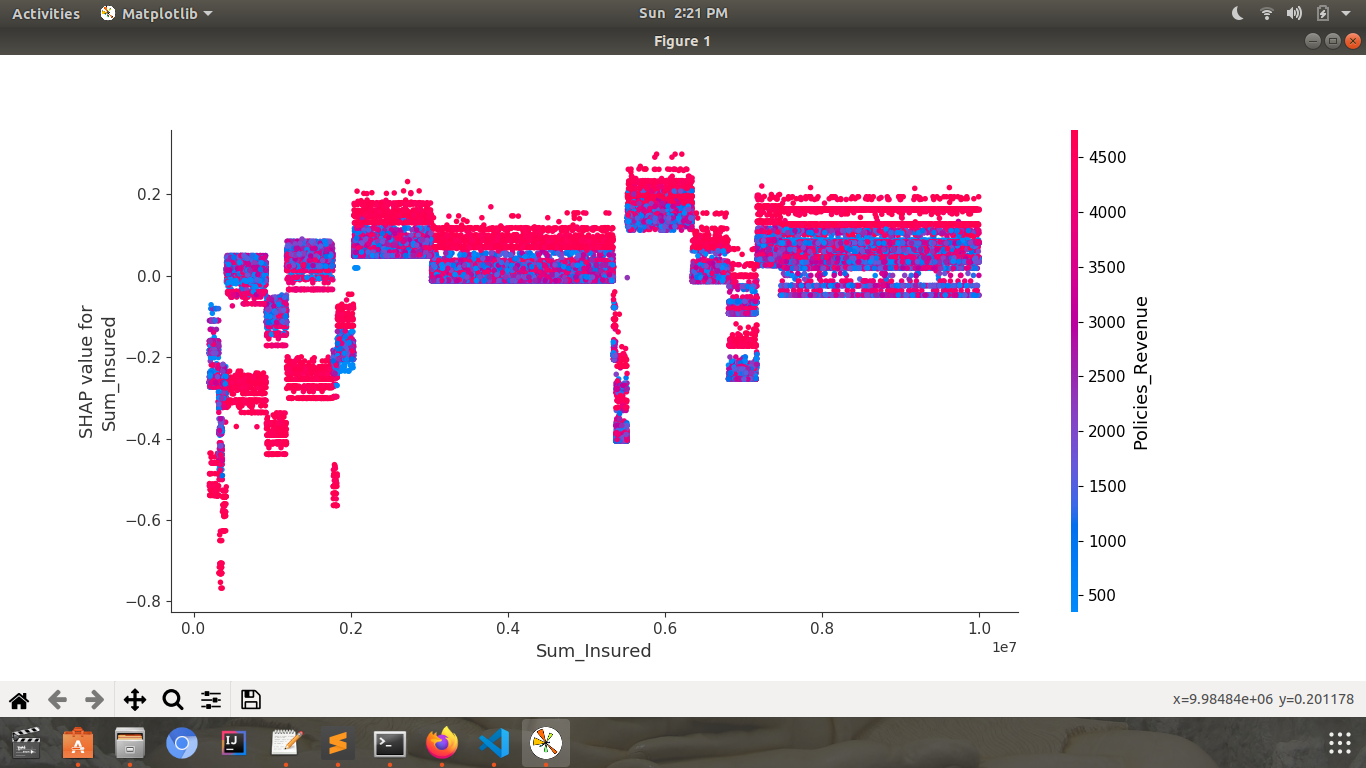 Activities Matplotlib Sun 2:21 PM
Figure 1
SHAP value for
Sum_Insured
0.2
0.0
−0.2
−0.4
−0.6
−0.8
0.0 0.2 0.4 0.6 0.8 1.0
1e7
Sum_Insured
4500
4000
3500
3000
2500
2000
1500
1000
500
Policies_Revenue
x=9.98484e+06 y=0.201178
IJ